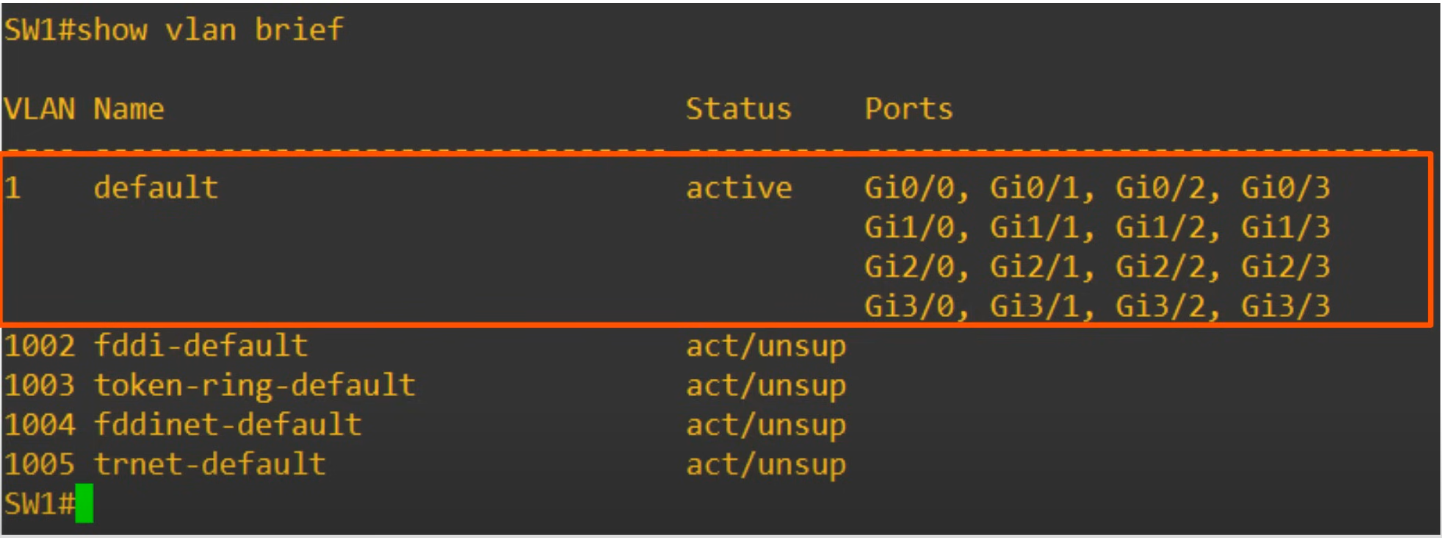 SW1#show vlan brief
VLAN Name                             Status    Ports
---- -------------------------------- --------- -------------------------------
1    default                          active    Gi0/0, Gi0/1, Gi0/2, Gi0/3
                                                Gi1/0, Gi1/1, Gi1/2, Gi1/3
                                                Gi2/0, Gi2/1, Gi2/2, Gi2/3
                                                Gi3/0, Gi3/1, Gi3/2, Gi3/3
1002 fddi-default                     act/unsup
1003 token-ring-default               act/unsup
1004 fddinet-default                  act/unsup
1005 trnet-default                    act/unsup
SW1#